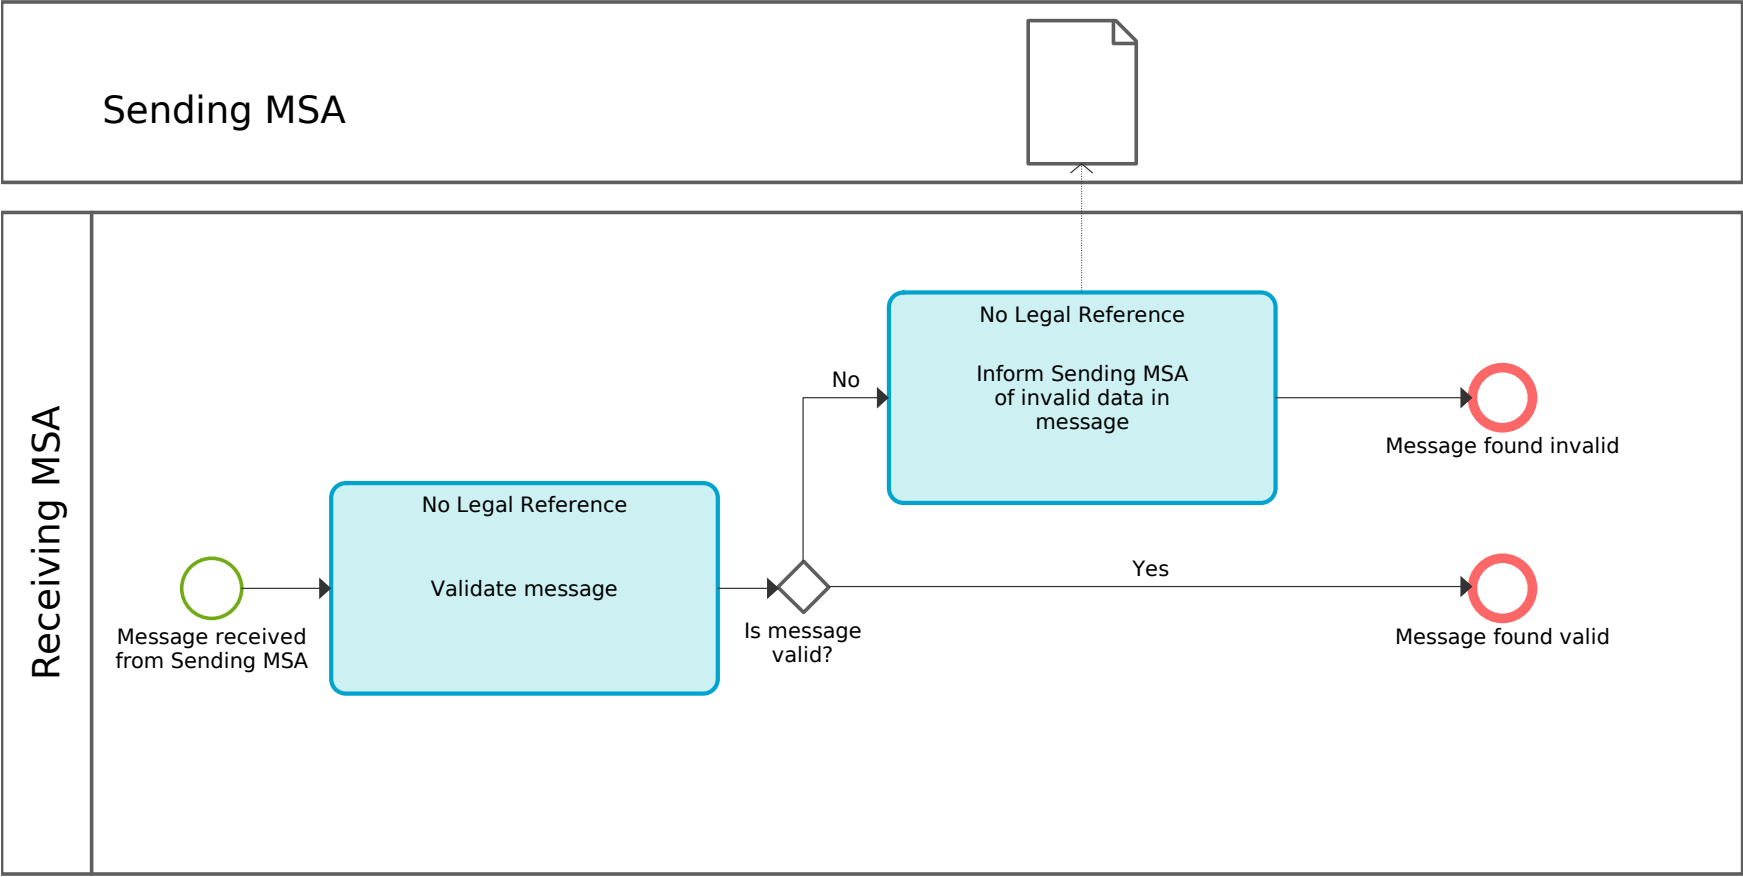 Sending MSA
Receiving MSA
No Legal Reference
Inform Sending MSA
of invalid data in
message
No
Message found invalid
No Legal Reference
Validate message
Message received
from Sending MSA
Is message
valid?
Yes
Message found valid